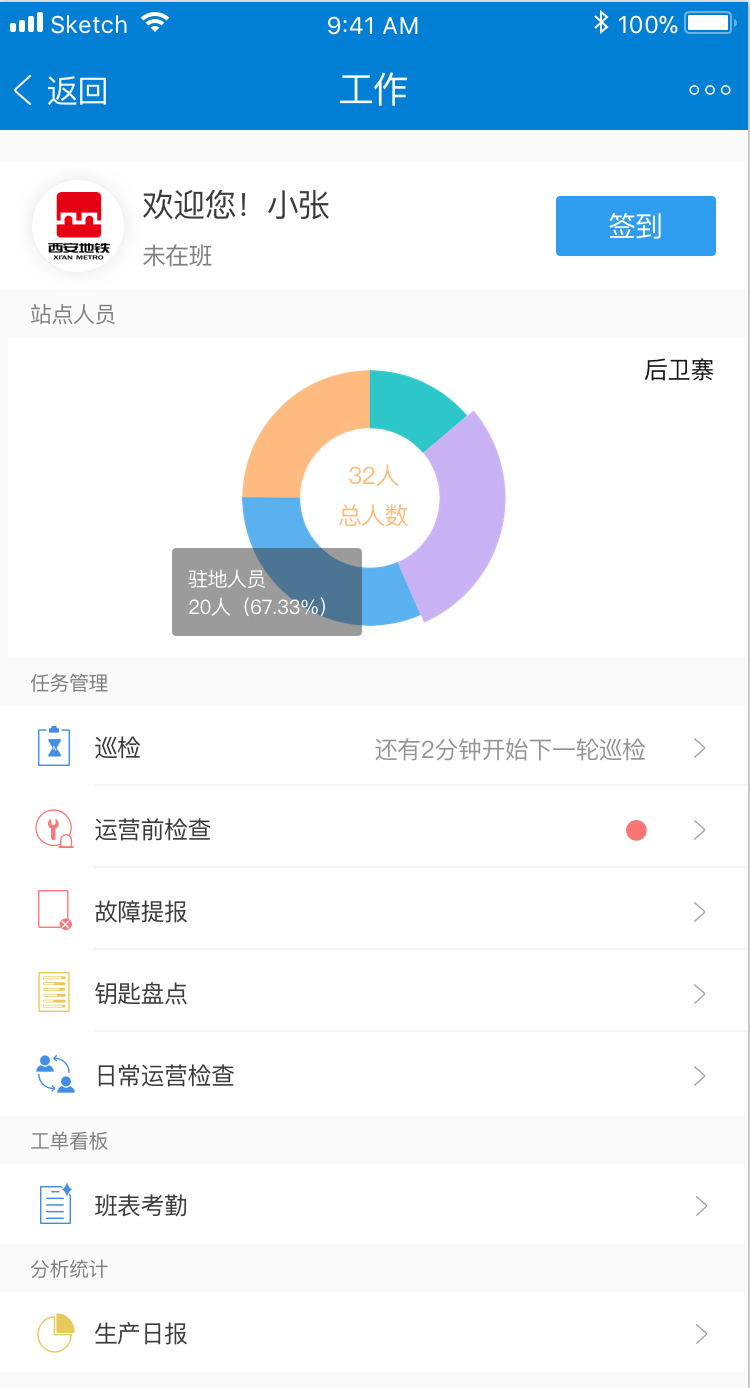 Sketch 9:41 AM 100%
返回 工作
欢迎您！小张
西安地铁
XI'AN METRO
未在班
签到
站点人员
后卫寨
32人
总人数
驻地人员
20人（67.33%）
任务管理
巡检 还有2分钟开始下一轮巡检
运营前检查
故障提报
钥匙盘点
日常运营检查
工单看板
班表考勤
分析统计
生产日报